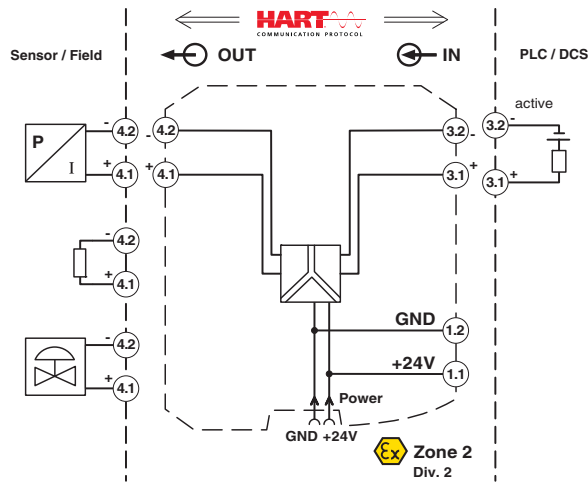 HART
COMMUNICATION PROTOCOL
Sensor / Field
OUT
IN
PLC / DCS
active
P
I
-
4.2
+
4.1
-
4.2
+
4.1
3.2
-
3.1
+
3.2
-
3.1
+
-
4.2
+
4.1
-
4.2
+
4.1
GND
1.2
+24V
1.1
Power
GND +24V
Ex
Zone 2
Div. 2